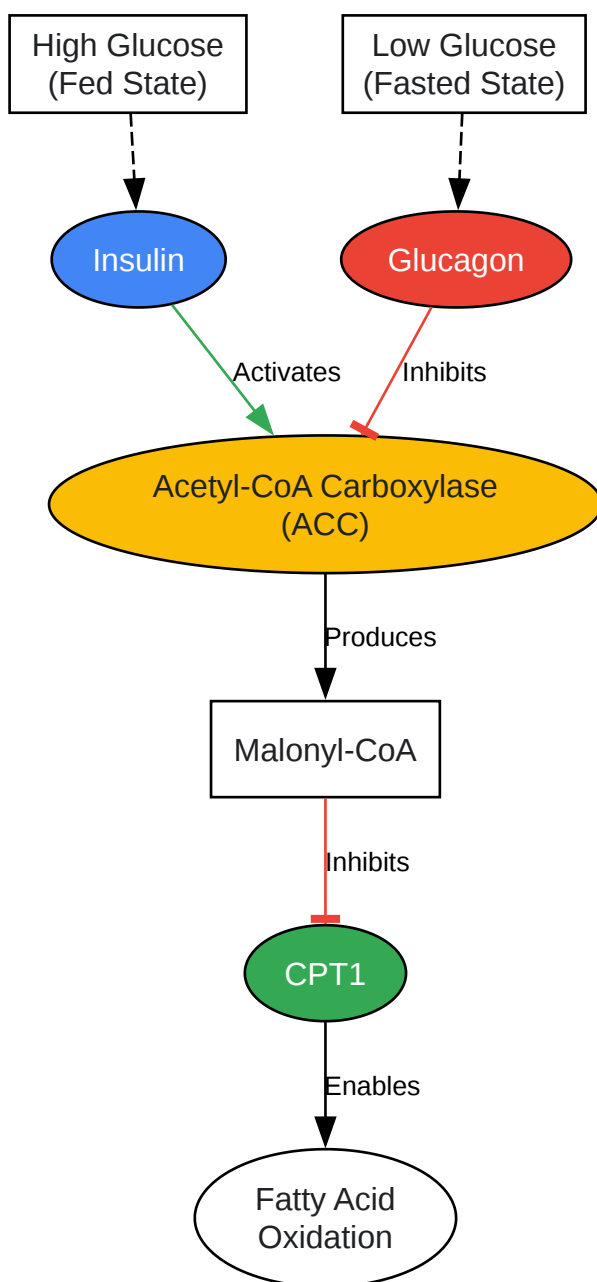 High Glucose
(Fed State)
Low Glucose
(Fasted State)
Insulin
Glucagon
Activates
Inhibits
Acetyl-CoA Carboxylase
(ACC)
Produces
Malonyl-CoA
Inhibits
CPT1
Enables
Fatty Acid
Oxidation